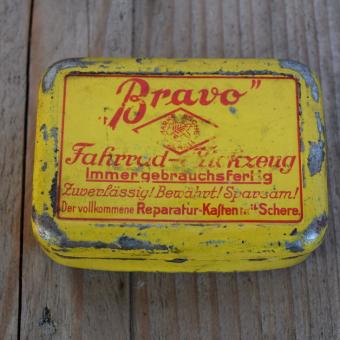 „Bravo"
Fahrrad-Flickzeug
Immer gebrauchsfertig
Zuverlässig! Bewährt! Sparsam!
Der vollkommene Reparatur-Kasten mit Schere.